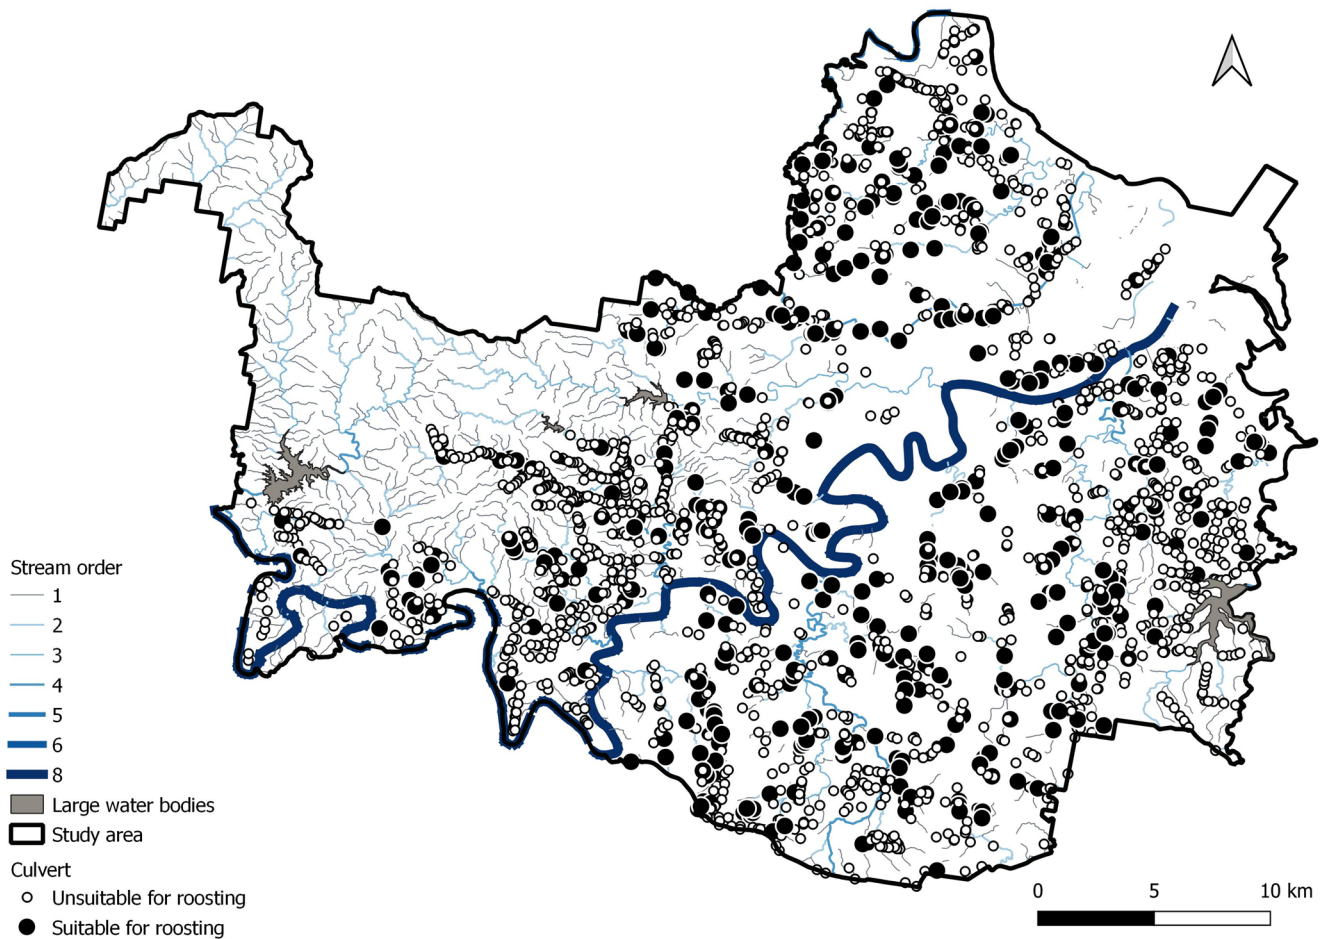 Stream order
1
2
3
4
5
6
8
Large water bodies
Study area
Culvert
Unsuitable for roosting
Suitable for roosting
0 5 10 km